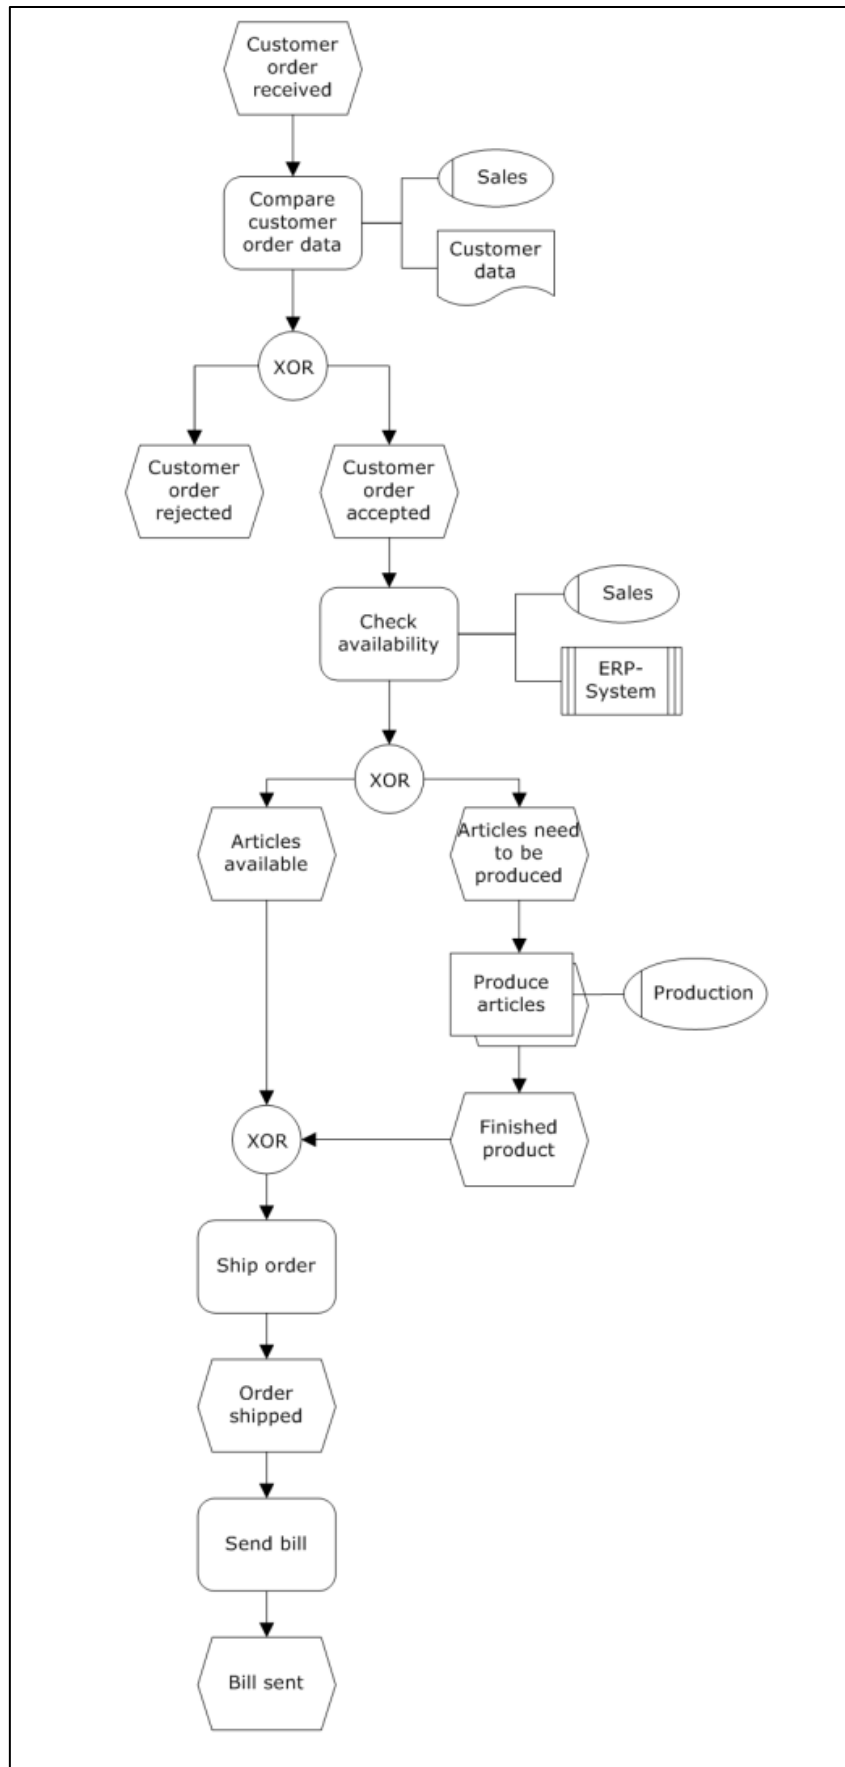 Customer
order
received
Compare
customer
order data
Sales
Customer
data
XOR
Customer
order
rejected
Customer
order
accepted
Check
availability
Sales
ERP-
System
XOR
Articles
available
Articles need
to be
produced
Produce
articles
Production
Finished
product
XOR
Ship order
Order
shipped
Send bill
Bill sent